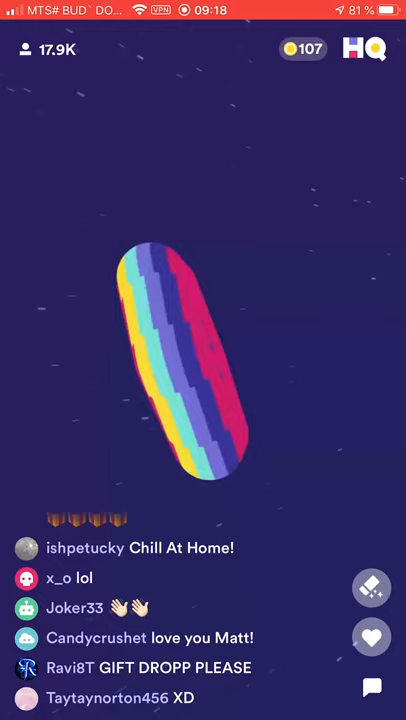 MTS# BUD` DO... VPN 09:18 81 %
17.9K 107 HQ
ishpetucky Chill At Home!
x_o lol
Joker33 👋🏻👋🏻
Candycrushet love you Matt!
Ravi8T GIFT DROPP PLEASE
Taytaynorton456 XD